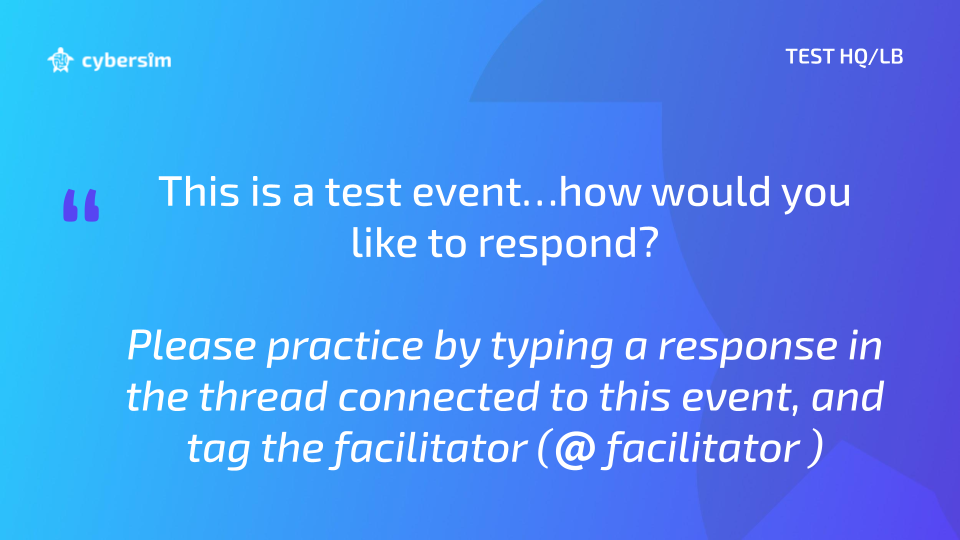 cybersim
TEST HQ/LB
“
This is a test event…how would you
like to respond?
Please practice by typing a response in
the thread connected to this event, and
tag the facilitator (@ facilitator )